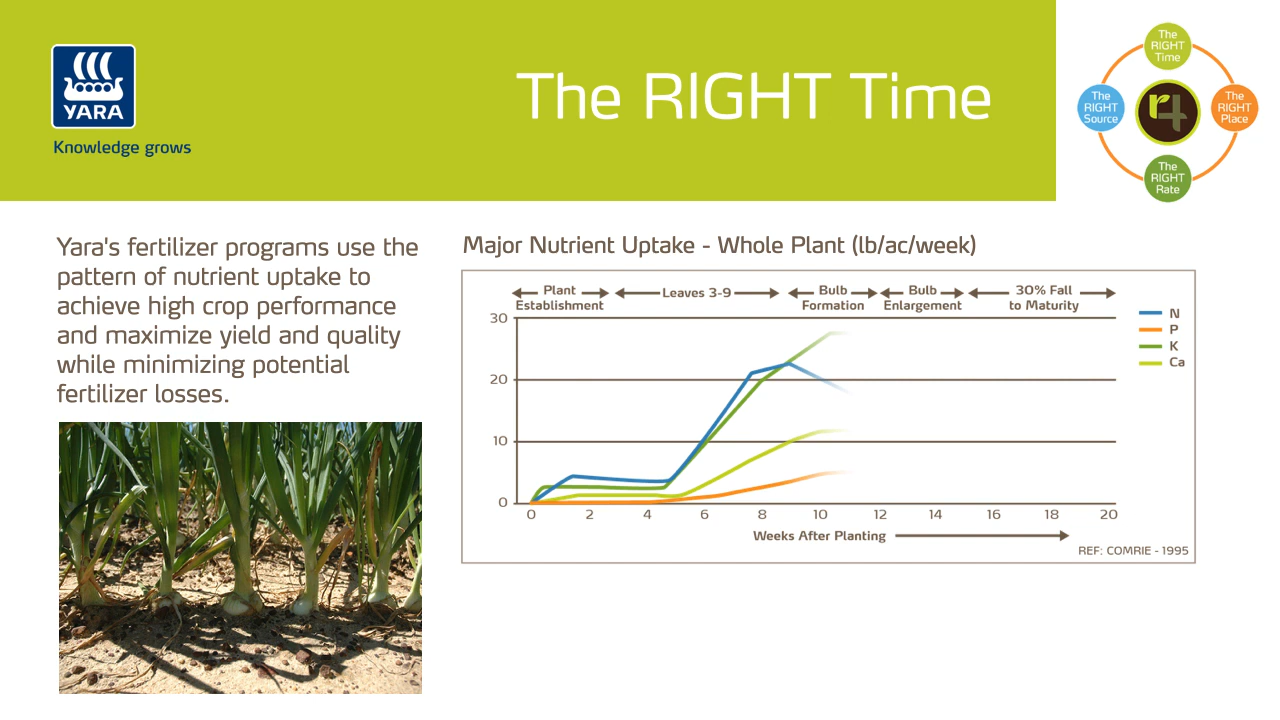 YARA
Knowledge grows
The RIGHT Time
The
RIGHT
Time
The
RIGHT
Source
r4
The
RIGHT
Place
The
RIGHT
Rate
Yara's fertilizer programs use the
pattern of nutrient uptake to
achieve high crop performance
and maximize yield and quality
while minimizing potential
fertilizer losses.
Major Nutrient Uptake - Whole Plant (lb/ac/week)
Plant
Establishment
Leaves 3-9
Bulb
Formation
Bulb
Enlargement
30% Fall
to Maturity
30
20
10
0
0 2 4 6 8 10 12 14 16 18 20
Weeks After Planting
N
P
K
Ca
REF: COMRIE - 1995